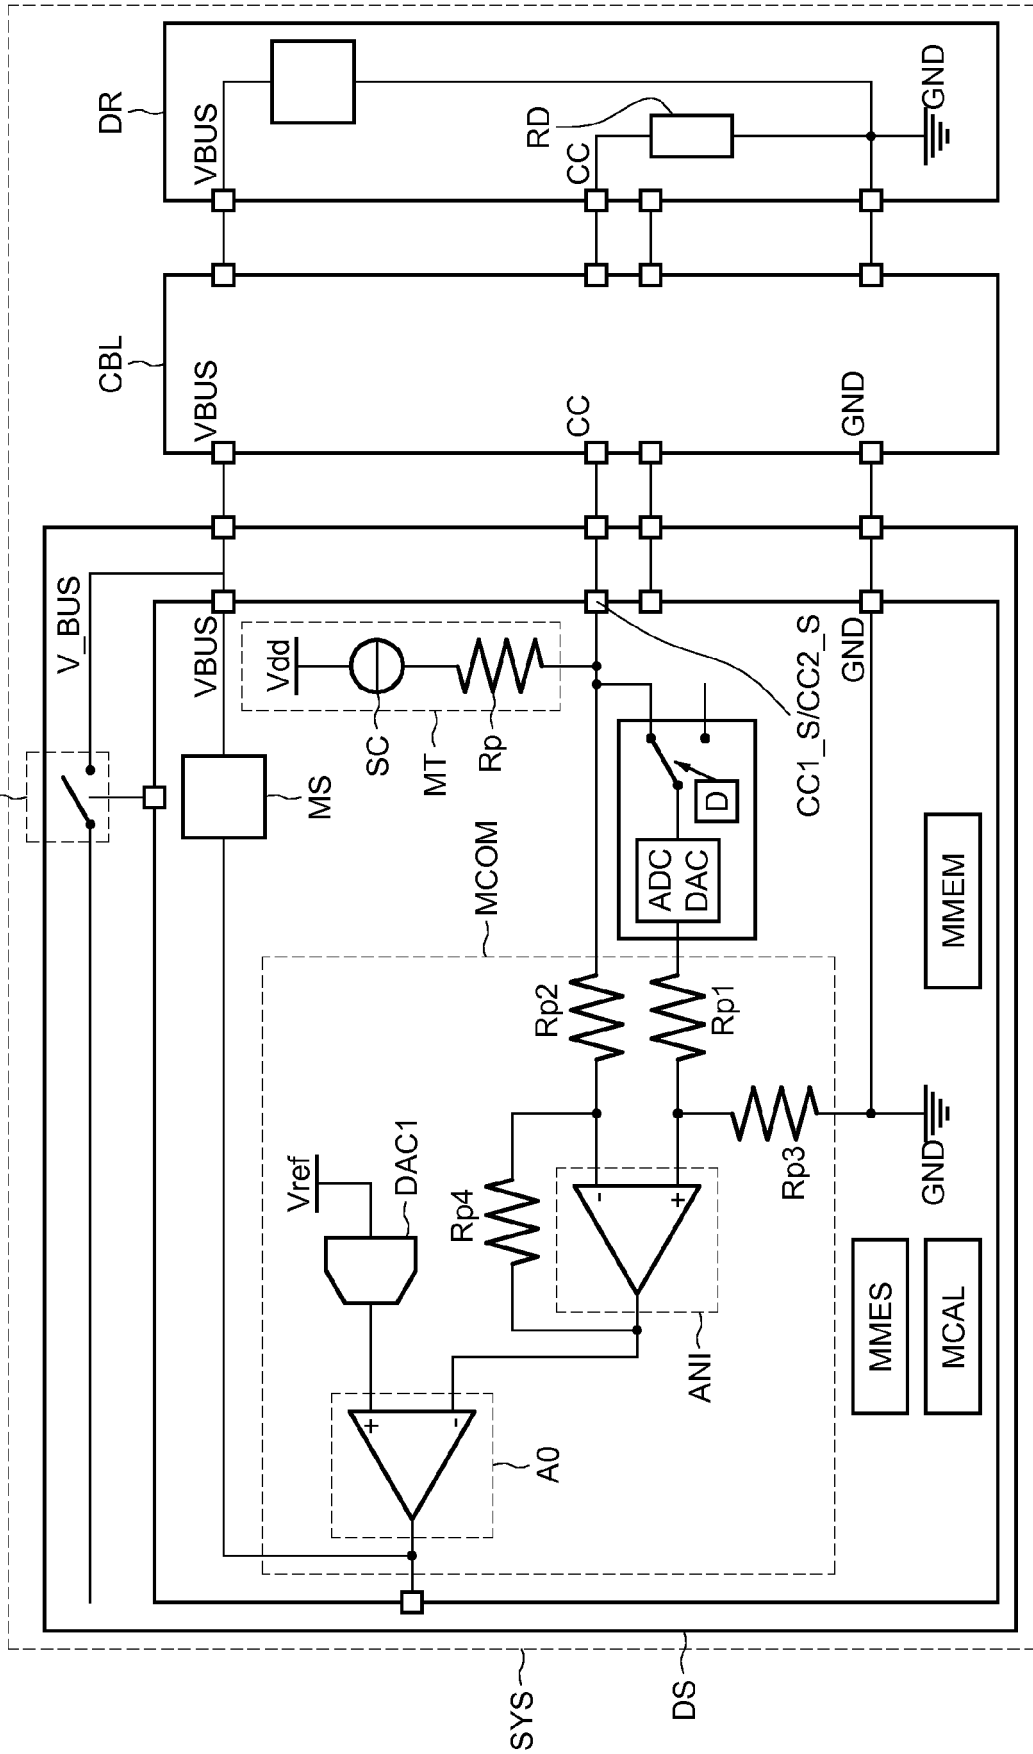 SYS
DS
V_BUS
VBUS
MS
Vdd
SC
Rp
MT
MCOM
Vref
DAC1
A0
+
-
Rp4
Rp2
Rp1
Rp3
ANI
-
+
ADC
DAC
D
CC1_S/CC2_S
GND
GND
MMES
MCAL
MMEM
CBL
VBUS
CC
GND
DR
VBUS
CC
RD
GND